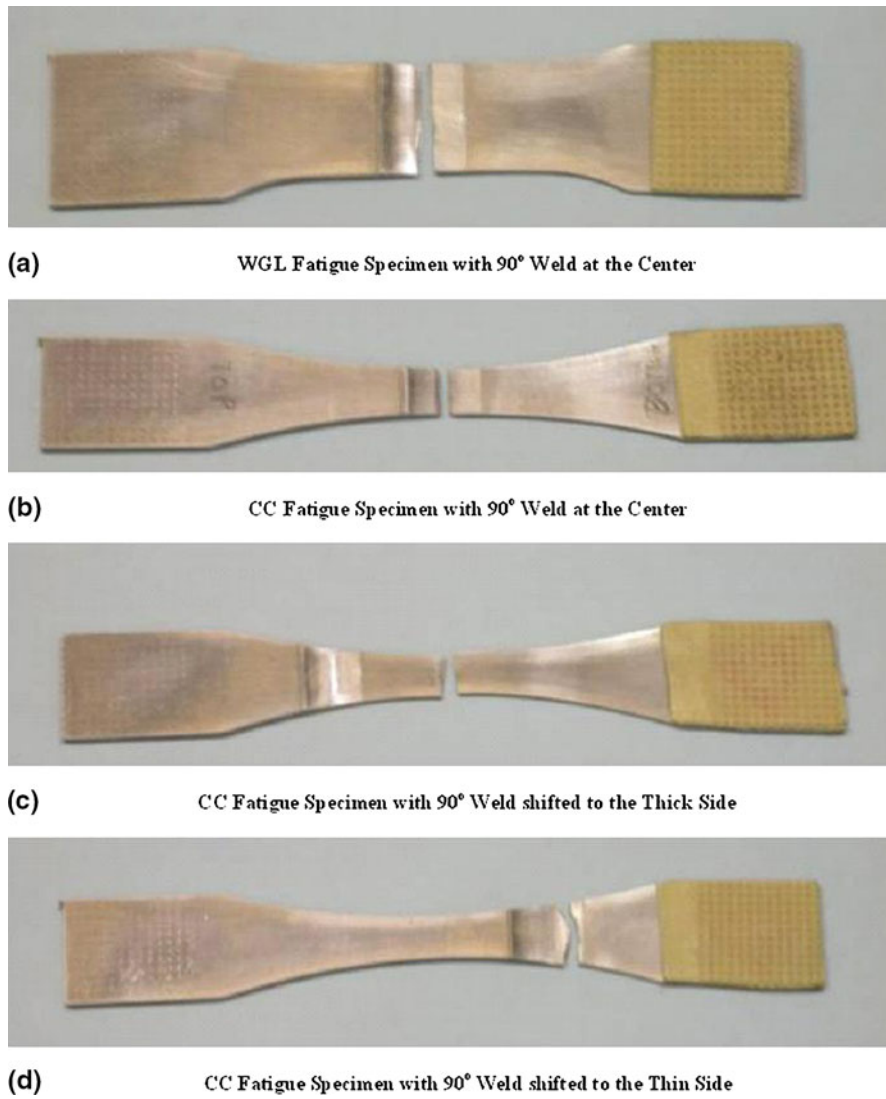 (a) WGL Fatigue Specimen with 90° Weld at the Center
TOP
(b) CC Fatigue Specimen with 90° Weld at the Center
(c) CC Fatigue Specimen with 90° Weld shifted to the Thick Side
(d) CC Fatigue Specimen with 90° Weld shifted to the Thin Side